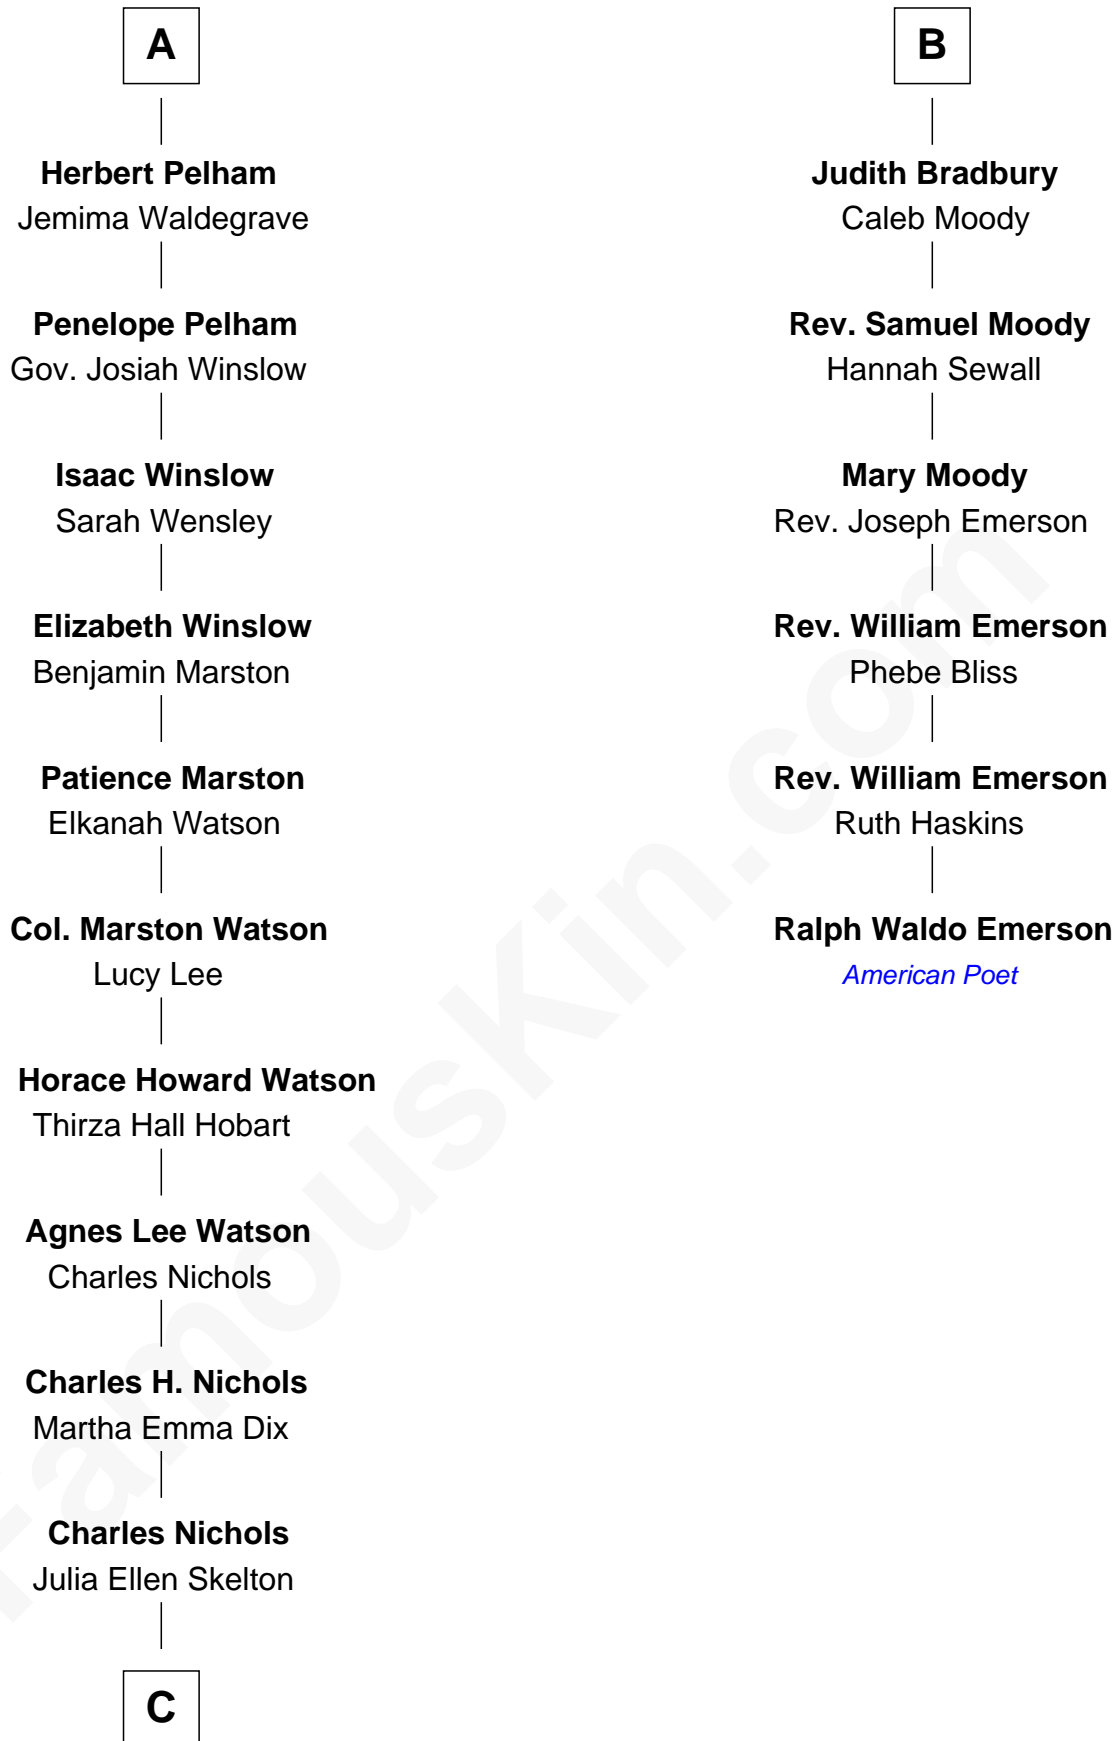 A
Herbert Pelham
Jemima Waldegrave
Penelope Pelham
Gov. Josiah Winslow
Isaac Winslow
Sarah Wensley
Elizabeth Winslow
Benjamin Marston
Patience Marston
Elkanah Watson
Col. Marston Watson
Lucy Lee
Horace Howard Watson
Thirza Hall Hobart
Agnes Lee Watson
Charles Nichols
Charles H. Nichols
Martha Emma Dix
Charles Nichols
Julia Ellen Skelton
C
B
Judith Bradbury
Caleb Moody
Rev. Samuel Moody
Hannah Sewall
Mary Moody
Rev. Joseph Emerson
Rev. William Emerson
Phebe Bliss
Rev. William Emerson
Ruth Haskins
Ralph Waldo Emerson
American Poet
FamousKin.com